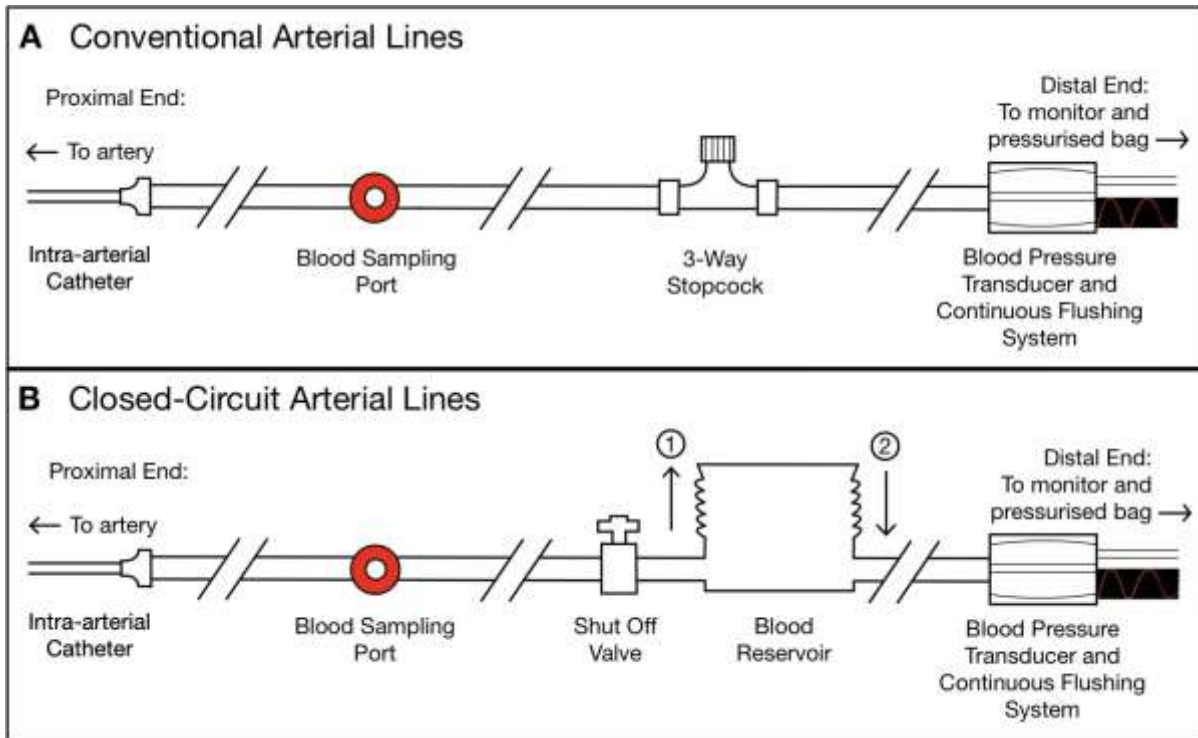 A Conventional Arterial Lines
Proximal End:
← To artery
Distal End:
To monitor and
pressurised bag →
Intra-arterial
Catheter
Blood Sampling
Port
3-Way
Stopcock
Blood Pressure
Transducer and
Continuous Flushing
System
B Closed-Circuit Arterial Lines
Proximal End:
← To artery
1
2
Distal End:
To monitor and
pressurised bag →
Intra-arterial
Catheter
Blood Sampling
Port
Shut Off
Valve
Blood
Reservoir
Blood Pressure
Transducer and
Continuous Flushing
System